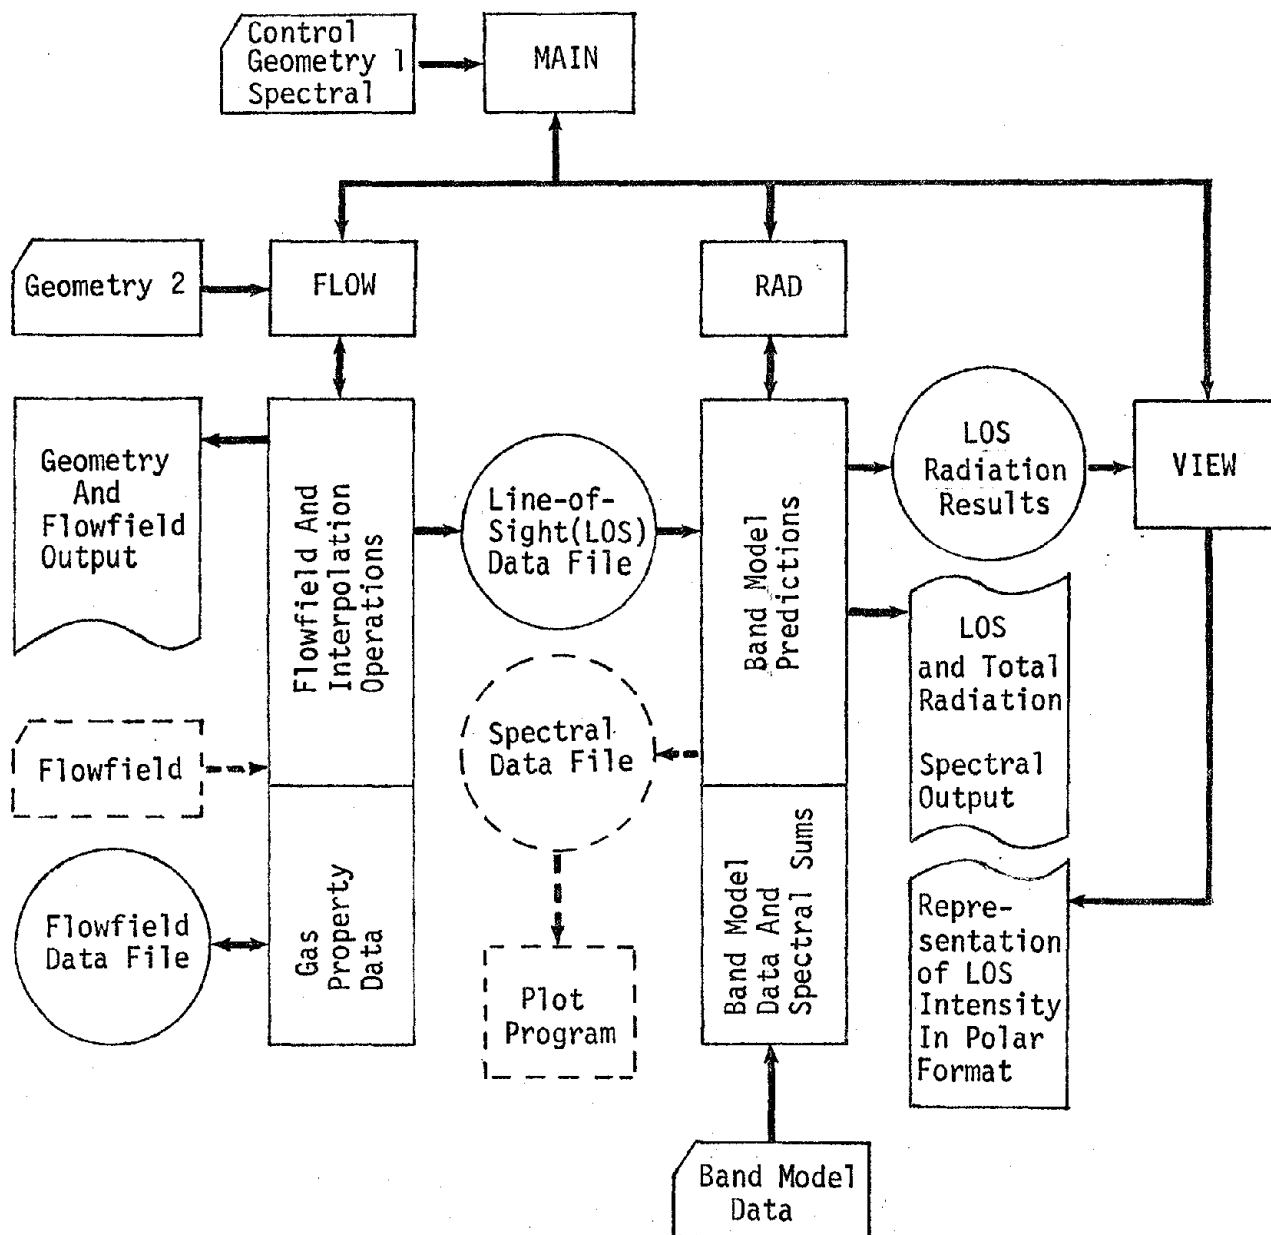 Control
Geometry 1
Spectral
MAIN
Geometry 2
FLOW
RAD
Geometry
And
Flowfield
Output
Flowfield And
Interpolation
Operations
Line-of-
Sight(LOS)
Data File
Band Model
Predictions
LOS
Radiation
Results
VIEW
LOS
and Total
Radiation
Spectral
Output
Flowfield
Spectral
Data File
Flowfield
Data File
Gas
Property
Data
Plot
Program
Band Model
Data And
Spectral Sums
Repre-
sentation
of LOS
Intensity
In Polar
Format
Band Model
Data